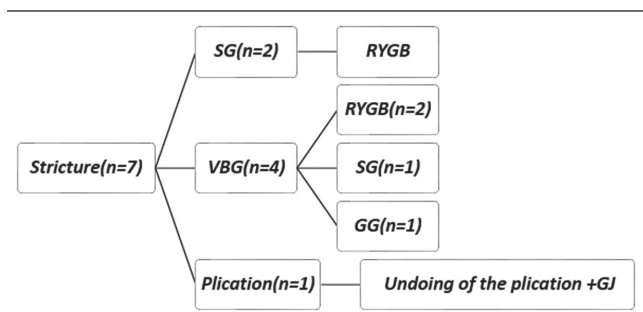 SG(n=2)
RYGB
RYGB(n=2)
Stricture(n=7)
VBG(n=4)
SG(n=1)
GG(n=1)
Plication(n=1)
Undoing of the plication +GJ